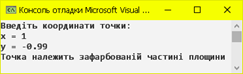 Консоль отладки Microsoft Visual
Введіть координати точки:
x = 1
y = -0.99
Точка належить зафарбованій частині площини